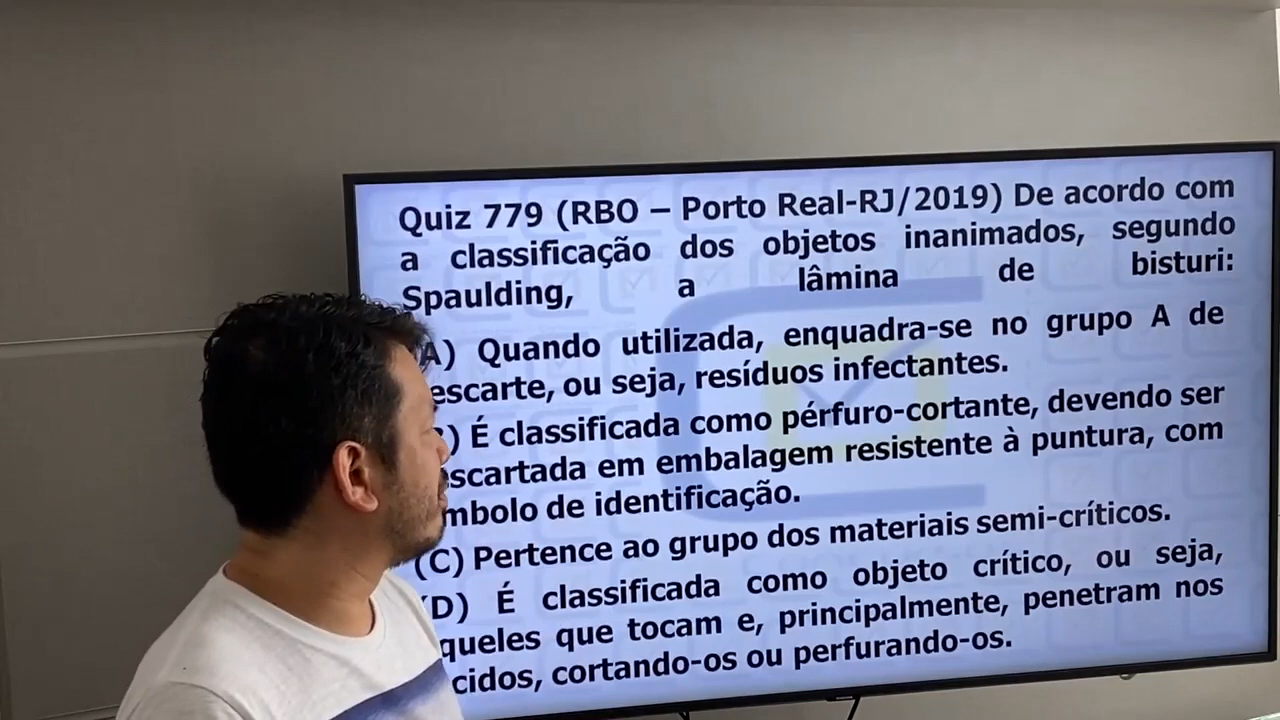 Quiz 779 (RBO – Porto Real-RJ/2019) De acordo com
a classificação dos objetos inanimados, segundo
Spaulding, a lâmina de bisturi:
A) Quando utilizada, enquadra-se no grupo A de
escarte, ou seja, resíduos infectantes.
) É classificada como pérfuro-cortante, devendo ser
scartada em embalagem resistente à puntura, com
mbolo de identificação.
(C) Pertence ao grupo dos materiais semi-críticos.
D) É classificada como objeto crítico, ou seja,
queles que tocam e, principalmente, penetram nos
cidos, cortando-os ou perfurando-os.